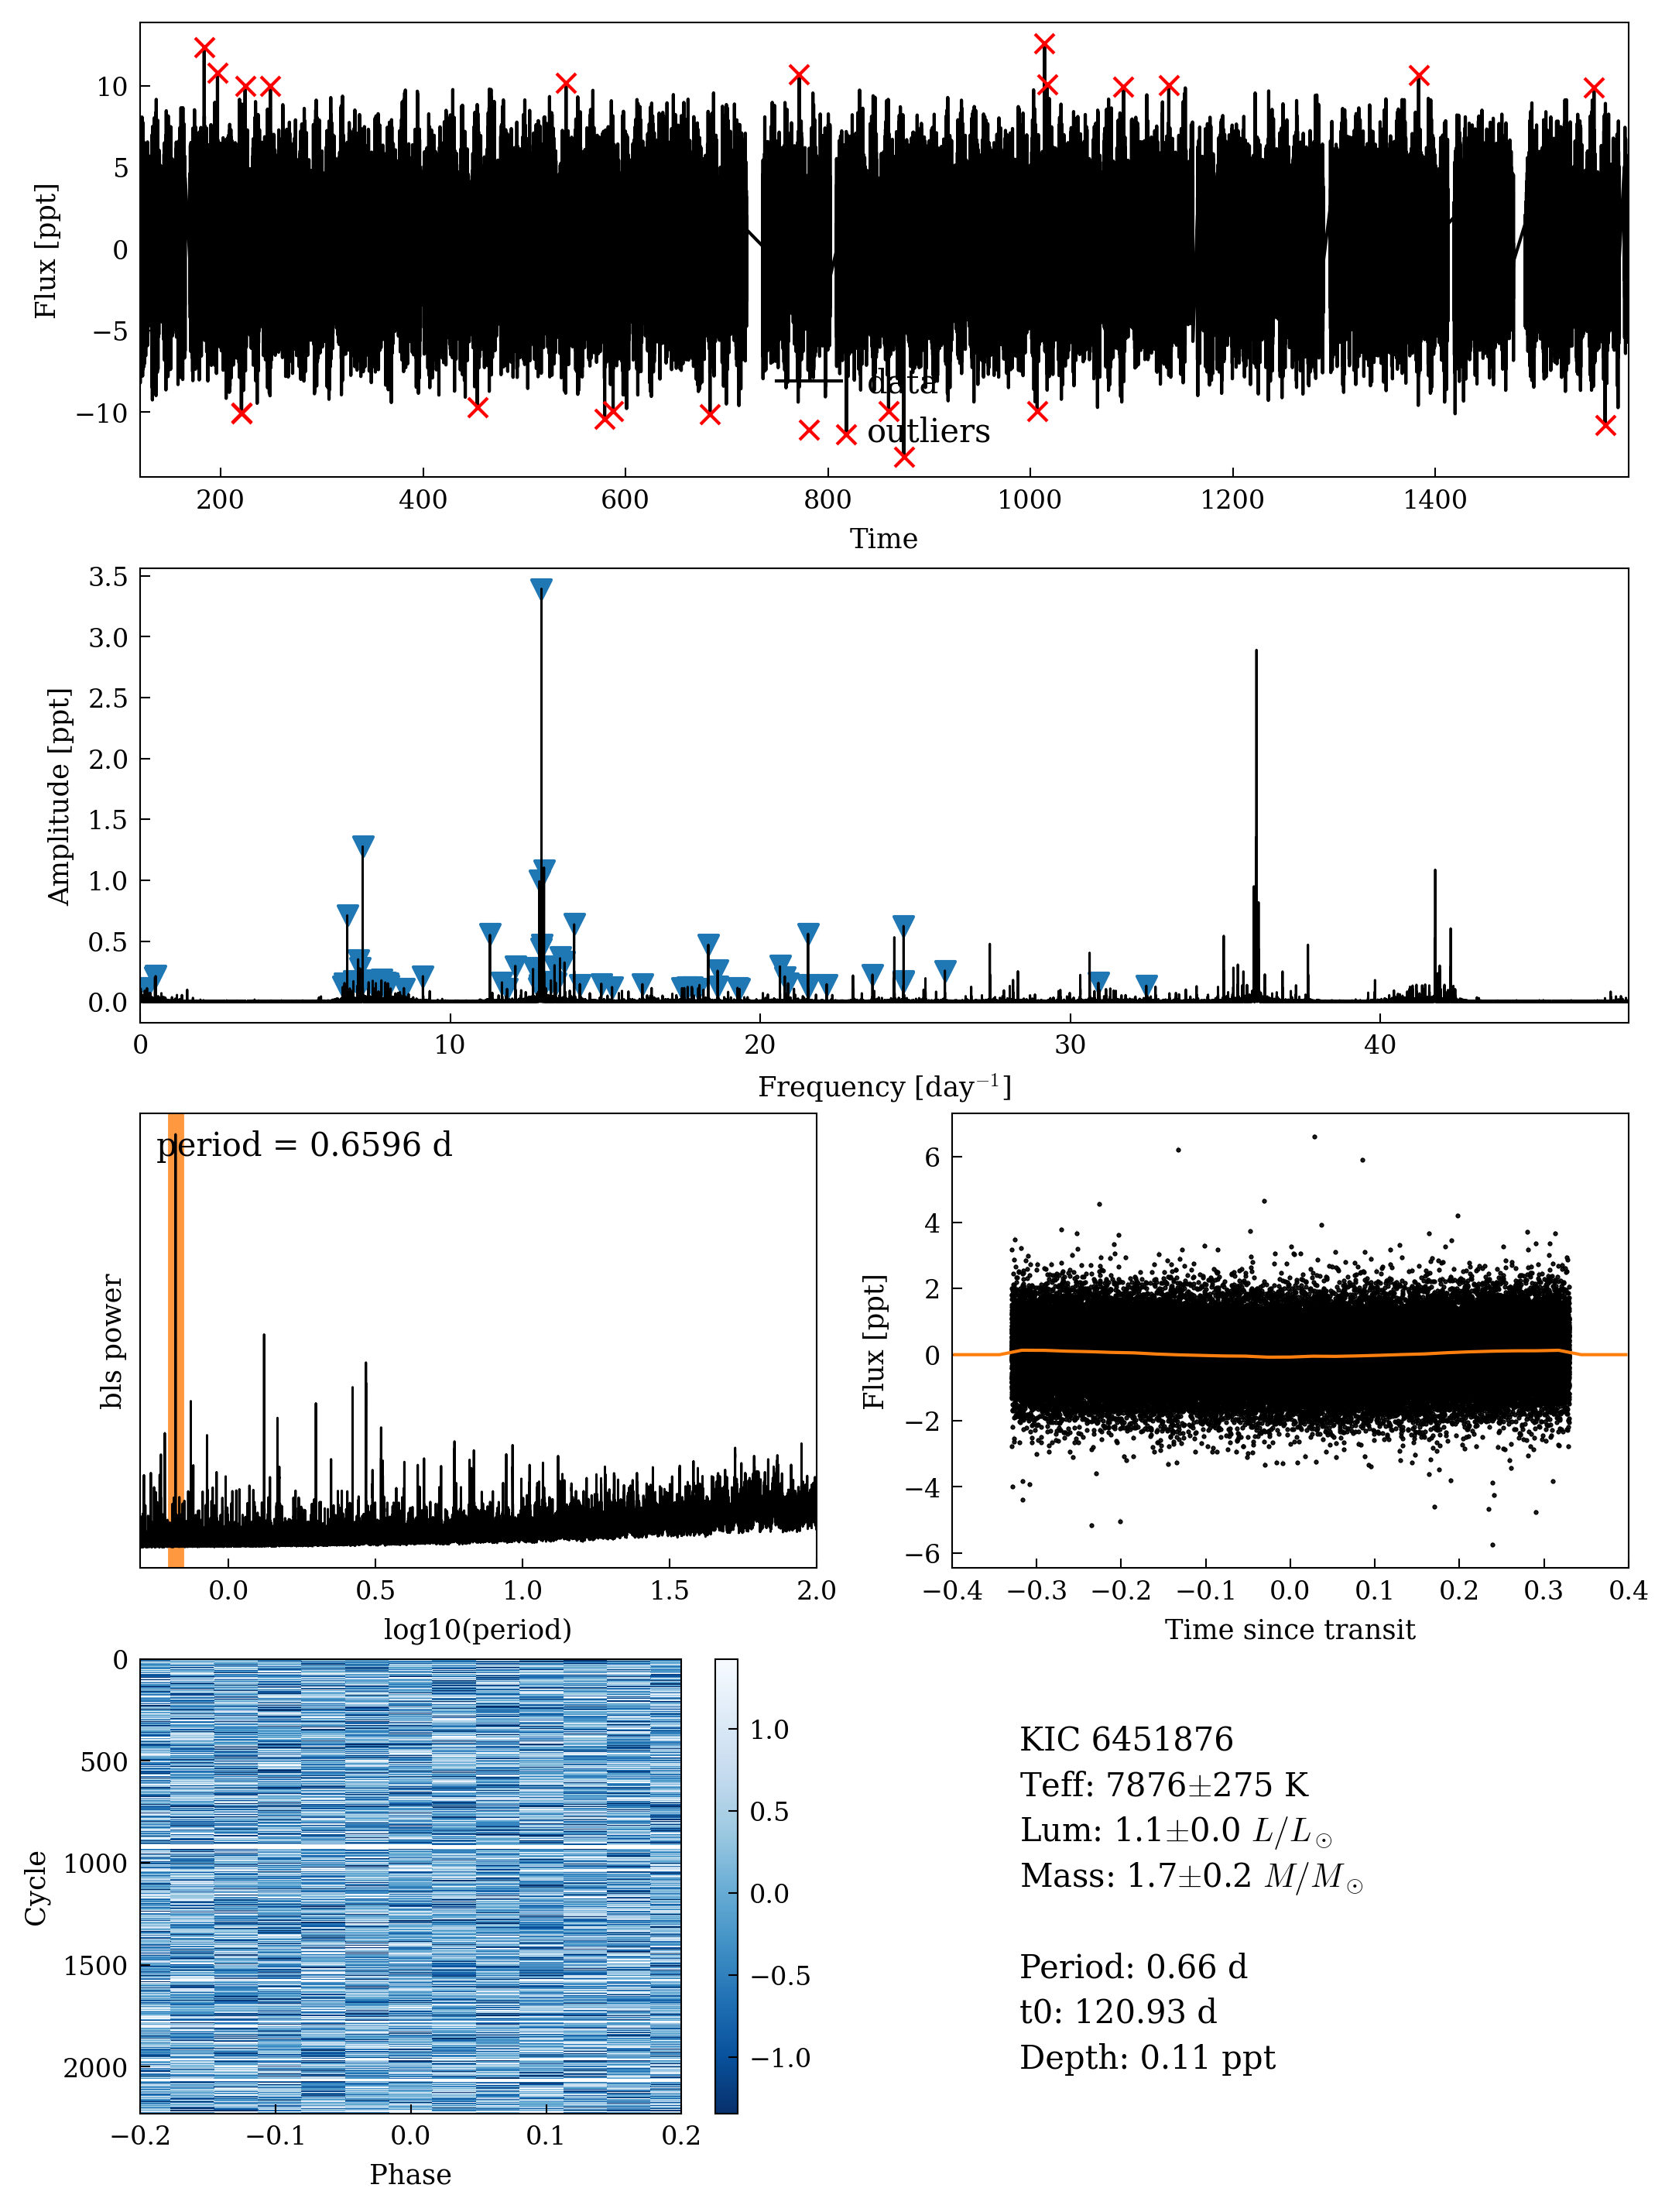 10
5
0
−5
−10
Flux [ppt]
data
outliers
200 400 600 800 1000 1200 1400
Time
3.5
3.0
2.5
2.0
1.5
1.0
0.5
0.0
Amplitude [ppt]
0 10 20 30 40
Frequency [day⁻¹]
period = 0.6596 d
bls power
0.0 0.5 1.0 1.5 2.0
log10(period)
6
4
2
0
−2
−4
−6
Flux [ppt]
−0.4 −0.3 −0.2 −0.1 0.0 0.1 0.2 0.3 0.4
Time since transit
0
500
1000
1500
2000
Cycle
−0.2 −0.1 0.0 0.1 0.2
Phase
1.0
0.5
0.0
−0.5
−1.0
KIC 6451876
Teff: 7876±275 K
Lum: 1.1±0.0 L/L⊙
Mass: 1.7±0.2 M/M⊙
Period: 0.66 d
t0: 120.93 d
Depth: 0.11 ppt